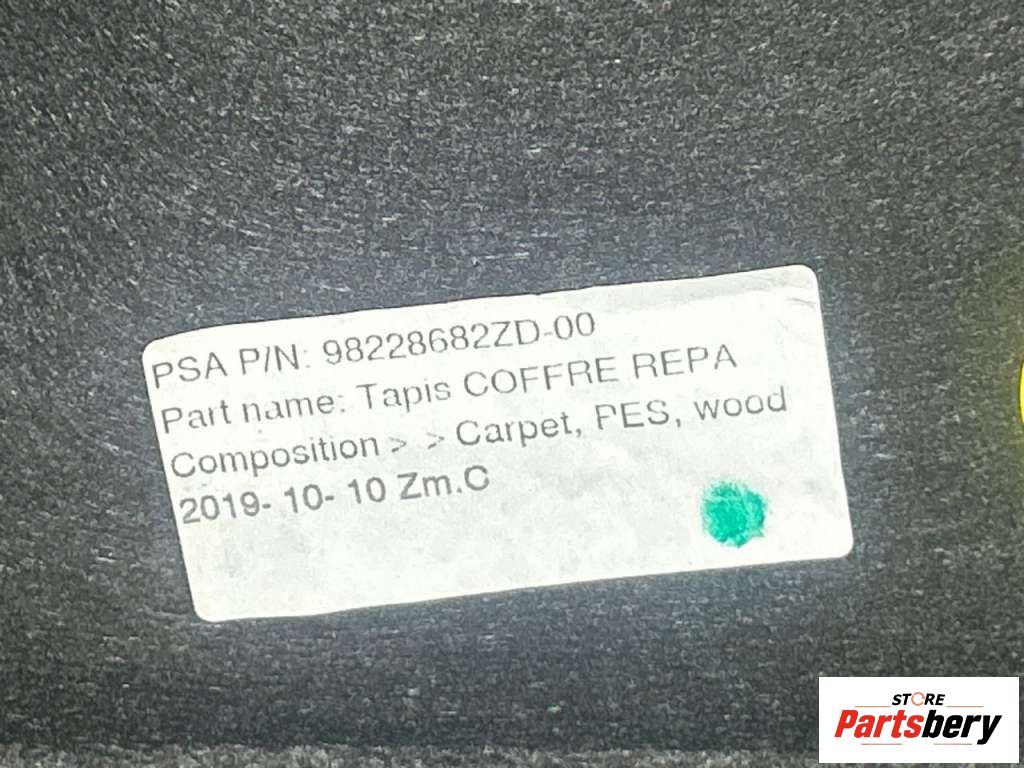 PSA P/N: 98228682ZD-00
Part name: Tapis COFFRE REPA
Composition > > Carpet, PES, wood
2019- 10- 10 Zm.C
STORE
Partsbery